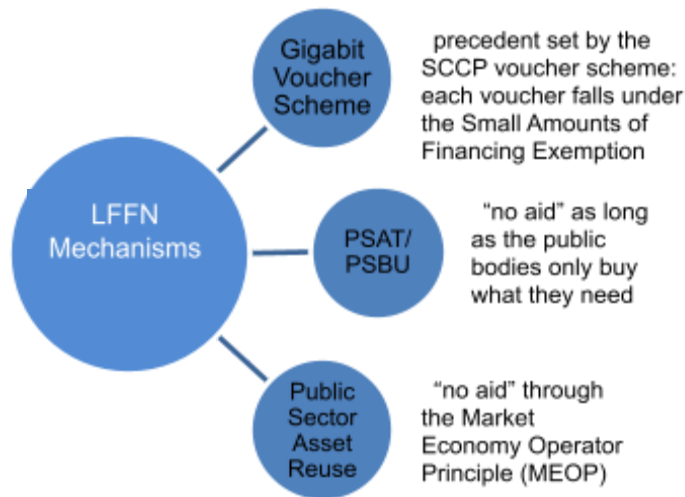 Gigabit
Voucher
Scheme
precedent set by the
SCCP voucher scheme:
each voucher falls under
the Small Amounts of
Financing Exemption
LFFN
Mechanisms
PSAT/
PSBU
“no aid” as long
as the public
bodies only buy
what they need
Public
Sector
Asset
Reuse
“no aid” through
the Market
Economy Operator
Principle (MEOP)